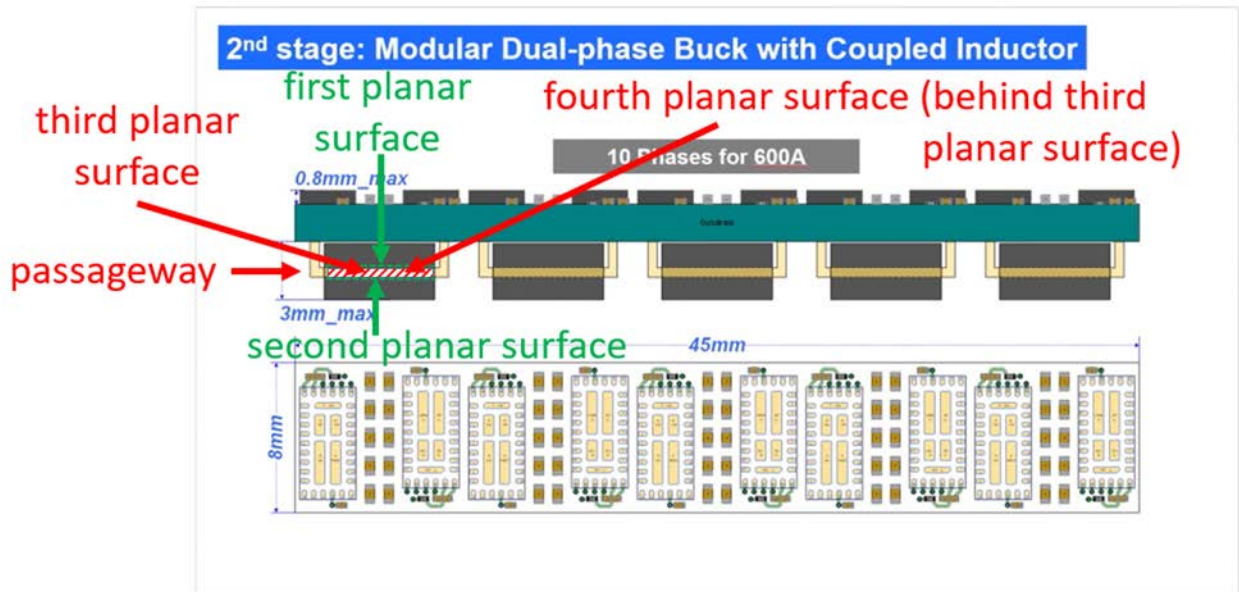 2nd stage: Modular Dual-phase Buck with Coupled Inductor
first planar
surface
fourth planar surface (behind third
planar surface)
third planar
surface
10 Phases for 600A
0.8mm_max
passageway
3mm_max
second planar surface
45mm
8mm